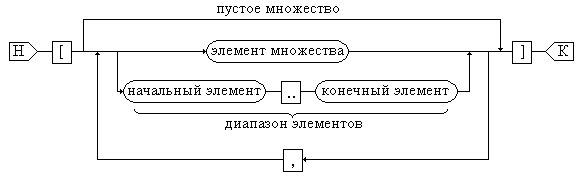 пустое множество
Н [ элемент множества ] К
начальный элемент .. конечный элемент
диапазон элементов
,